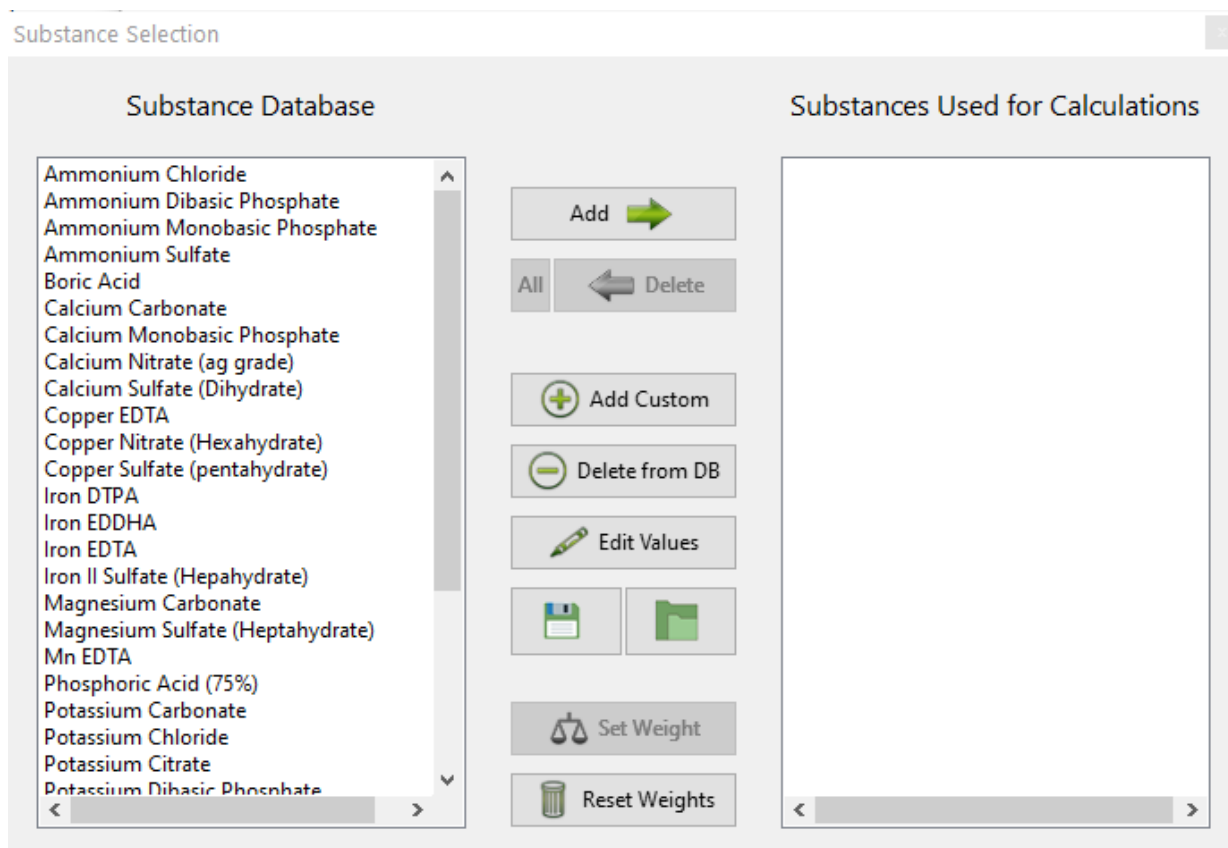 Substance Selection
Substance Database
Ammonium Chloride
Ammonium Dibasic Phosphate
Ammonium Monobasic Phosphate
Ammonium Sulfate
Boric Acid
Calcium Carbonate
Calcium Monobasic Phosphate
Calcium Nitrate (ag grade)
Calcium Sulfate (Dihydrate)
Copper EDTA
Copper Nitrate (Hexahydrate)
Copper Sulfate (pentahydrate)
Iron DTPA
Iron EDDHA
Iron EDTA
Iron II Sulfate (Hepahydrate)
Magnesium Carbonate
Magnesium Sulfate (Heptahydrate)
Mn EDTA
Phosphoric Acid (75%)
Potassium Carbonate
Potassium Chloride
Potassium Citrate
Potassium Dibasic Phosphate
Add
All
Delete
Add Custom
Delete from DB
Edit Values
Set Weight
Reset Weights
Substances Used for Calculations